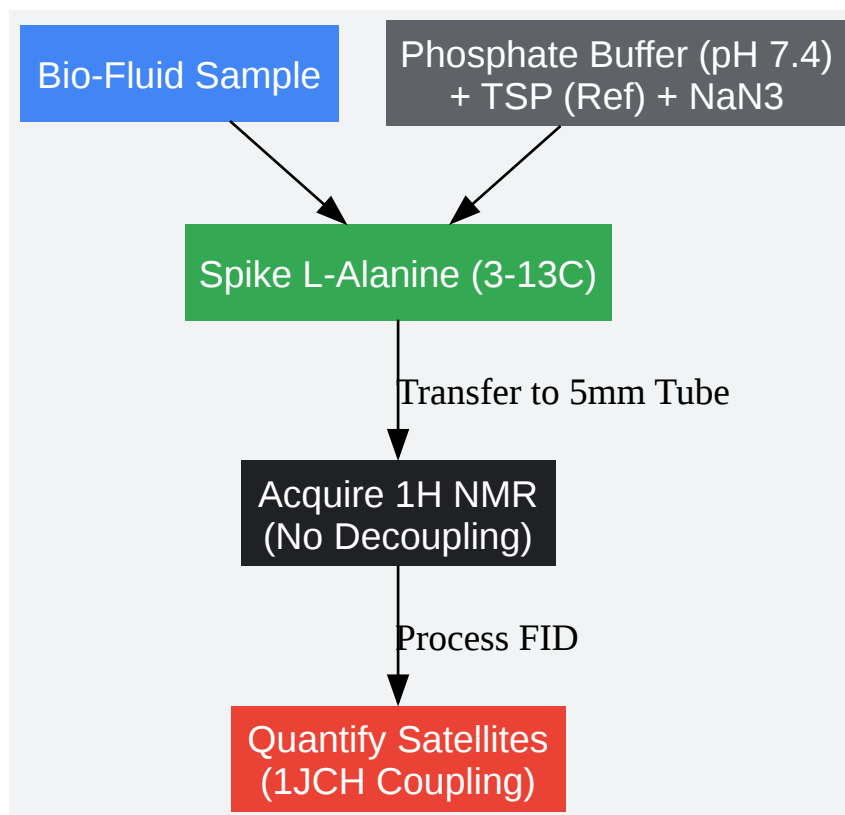 Bio-Fluid Sample
Phosphate Buffer (pH 7.4)
+ TSP (Ref) + NaN3
Spike L-Alanine (3-13C)
Transfer to 5mm Tube
Acquire 1H NMR
(No Decoupling)
Process FID
Quantify Satellites
(1JCH Coupling)